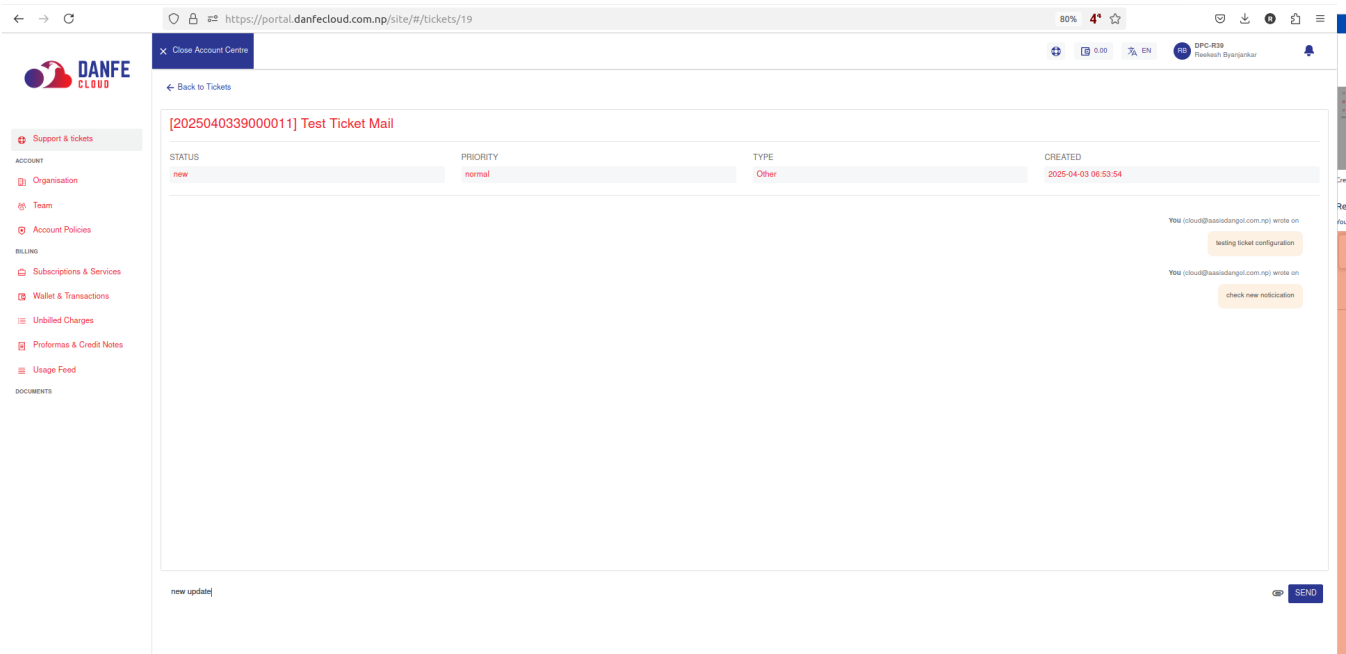 https://portal.danfecloud.com.np/site/#/tickets/19
80%
DANFE
CLOUD
Close Account Centre
0.00
EN
RB
DPC-R39
Reekesh Byanjankar
Back to Tickets
Support & tickets
ACCOUNT
Organisation
Team
Account Policies
BILLING
Subscriptions & Services
Wallet & Transactions
Unbilled Charges
Proformas & Credit Notes
Usage Feed
DOCUMENTS
[2025040339000011] Test Ticket Mail
STATUS PRIORITY TYPE CREATED
new normal Other 2025-04-03 06:53:54
You (cloud@aasisdangol.com.np) wrote on
testing ticket configuration
You (cloud@aasisdangol.com.np) wrote on
check new noticication
new update
SEND